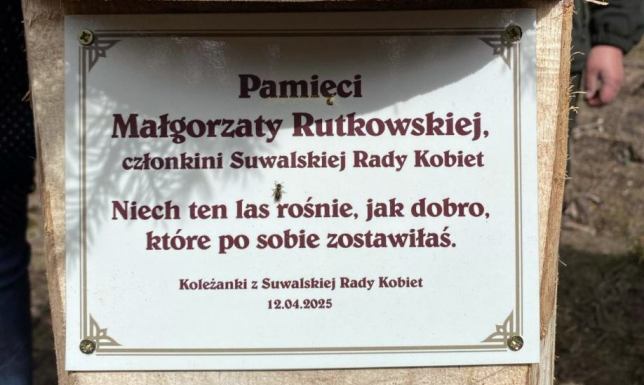 Pamięci
Małgorzaty Rutkowskiej,
członkini Suwalskiej Rady Kobiet
Niech ten las rośnie, jak dobro,
które po sobie zostawiłaś.
Koleżanki z Suwalskiej Rady Kobiet
12.04.2025